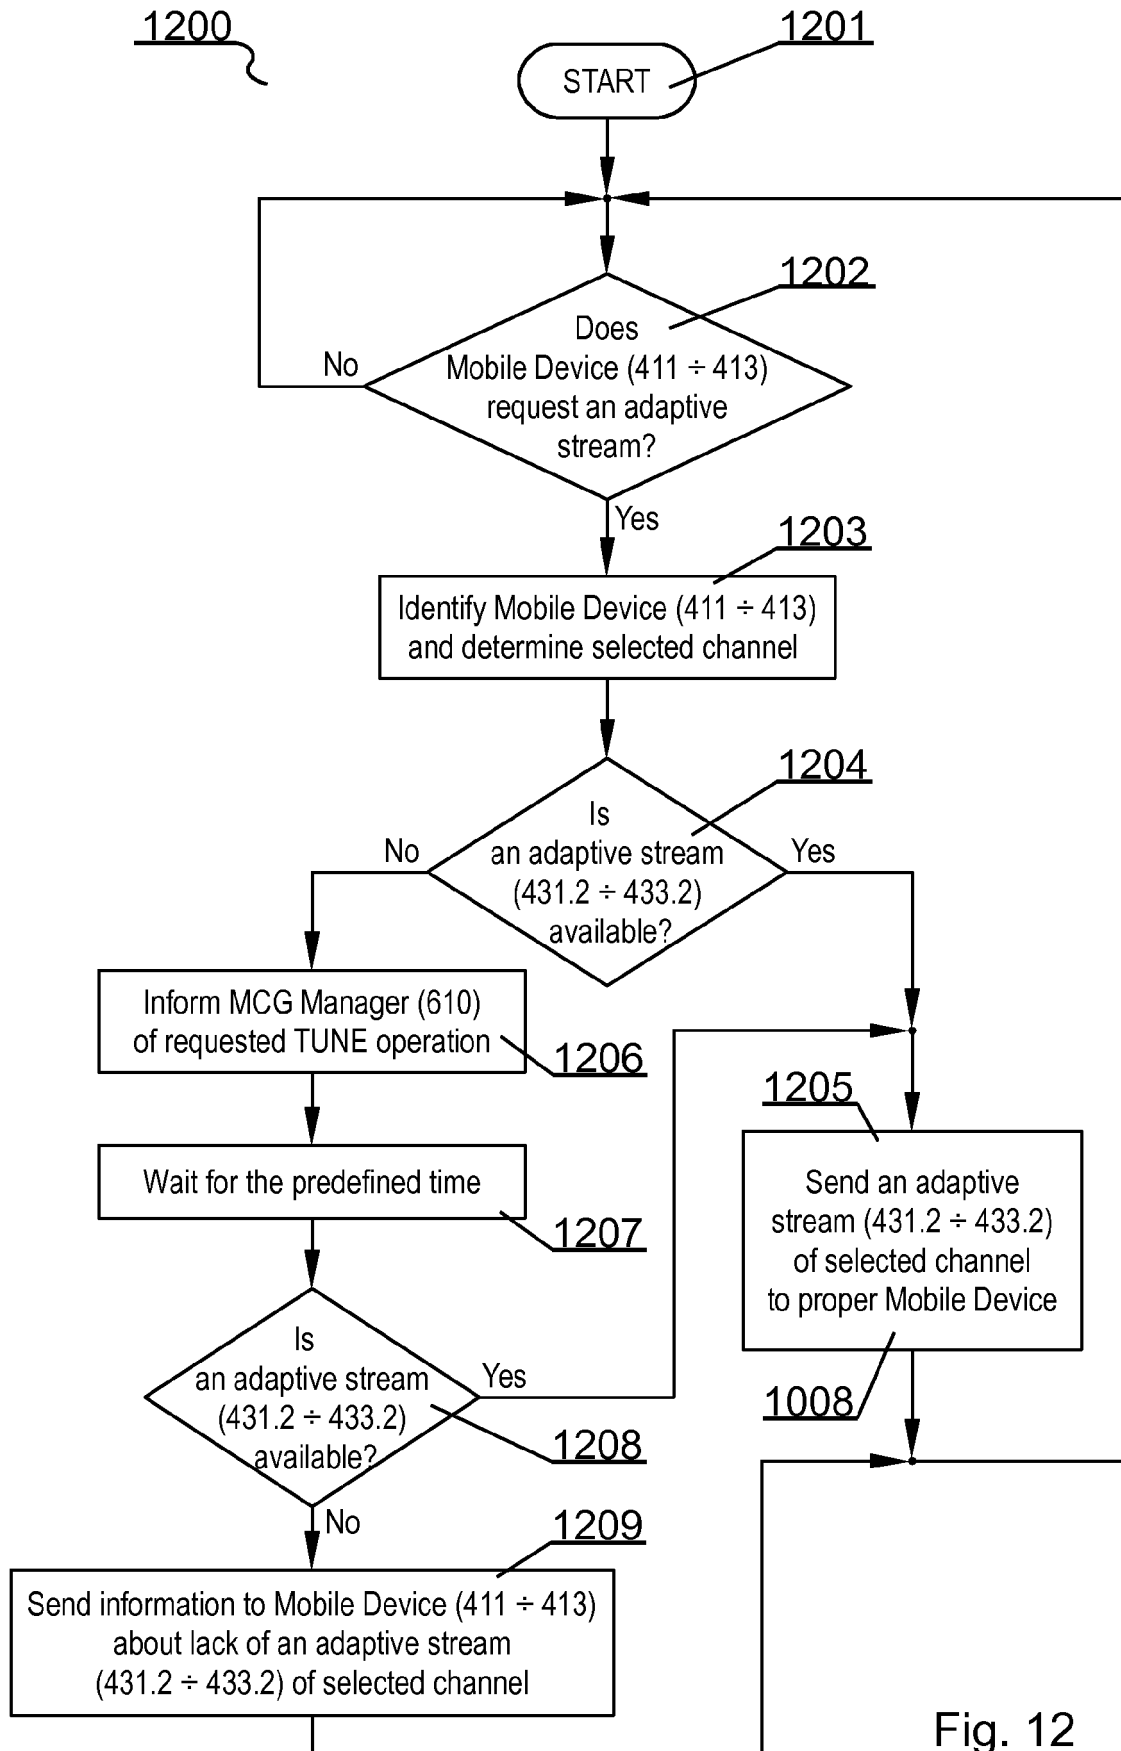 1200
1201
START
1202
Does
Mobile Device (411 ÷ 413)
request an adaptive
stream?
No
Yes
1203
Identify Mobile Device (411 ÷ 413)
and determine selected channel
1204
Is
an adaptive stream
(431.2 ÷ 433.2)
available?
No
Yes
Inform MCG Manager (610)
of requested TUNE operation
1206
Wait for the predefined time
1207
1205
Send an adaptive
stream (431.2 ÷ 433.2)
of selected channel
to proper Mobile Device
1008
Is
an adaptive stream
(431.2 ÷ 433.2)
available?
Yes
1208
No
1209
Send information to Mobile Device (411 ÷ 413)
about lack of an adaptive stream
(431.2 ÷ 433.2) of selected channel
Fig. 12